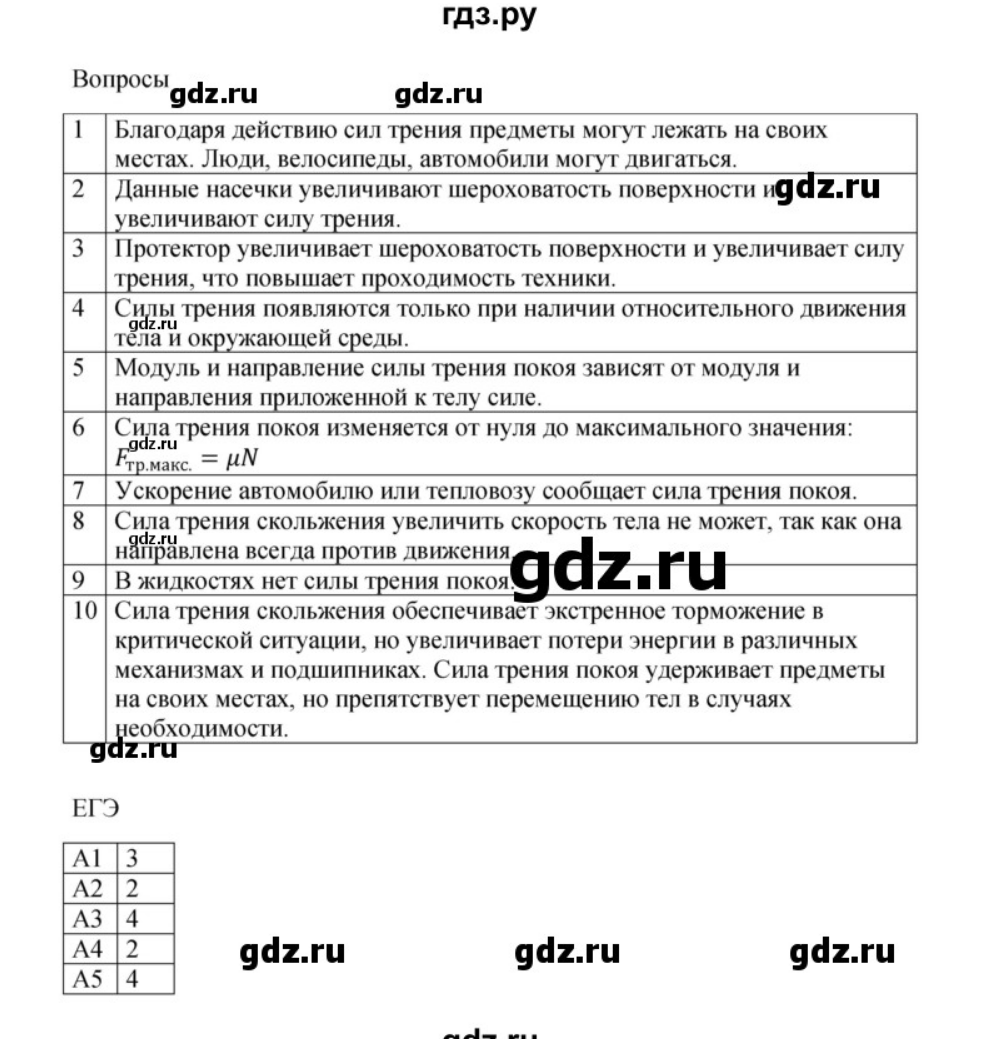 гдз.ру
Вопросы
gdz.ru gdz.ru
1 Благодаря действию сил трения предметы могут лежать на своих
местах. Люди, велосипеды, автомобили могут двигаться.
2 Данные насечки увеличивают шероховатость поверхности и
gdz.ru
увеличивают силу трения.
3 Протектор увеличивает шероховатость поверхности и увеличивает силу
трения, что повышает проходимость техники.
4 Силы трения появляются только при наличии относительного движения
gdz.ru
тела и окружающей среды.
5 Модуль и направление силы трения покоя зависят от модуля и
направления приложенной к телу силе.
6 Сила трения покоя изменяется от нуля до максимального значения:
gdz.ru
Fтр.макс. = μN
7 Ускорение автомобилю или тепловозу сообщает сила трения покоя.
8 Сила трения скольжения увеличить скорость тела не может, так как она
gdz.ru
направлена всегда против движения.
gdz.ru
9 В жидкостях нет силы трения покоя.
10 Сила трения скольжения обеспечивает экстренное торможение в
критической ситуации, но увеличивает потери энергии в различных
механизмах и подшипниках. Сила трения покоя удерживает предметы
на своих местах, но препятствует перемещению тел в случаях
необходимости.
gdz.ru
ЕГЭ
А1 3
А2 2
А3 4
А4 2
А5 4
gdz.ru gdz.ru gdz.ru
gdz.ru